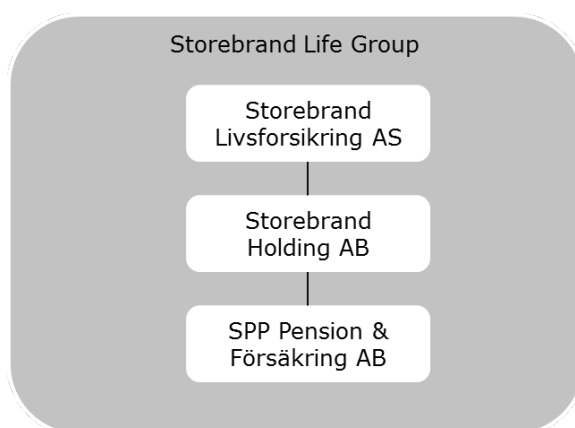 Storebrand Life Group
Storebrand
Livsforsikring AS
Storebrand
Holding AB
SPP Pension &
Försäkring AB